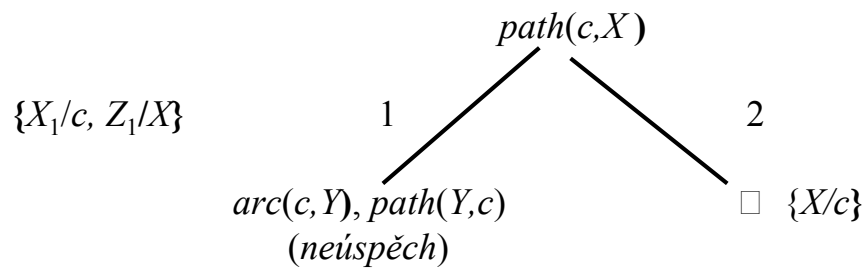 path(c,X)
{X₁/c, Z₁/X} 1 2
arc(c,Y), path(Y,c) □ {X/c}
(neúspěch)